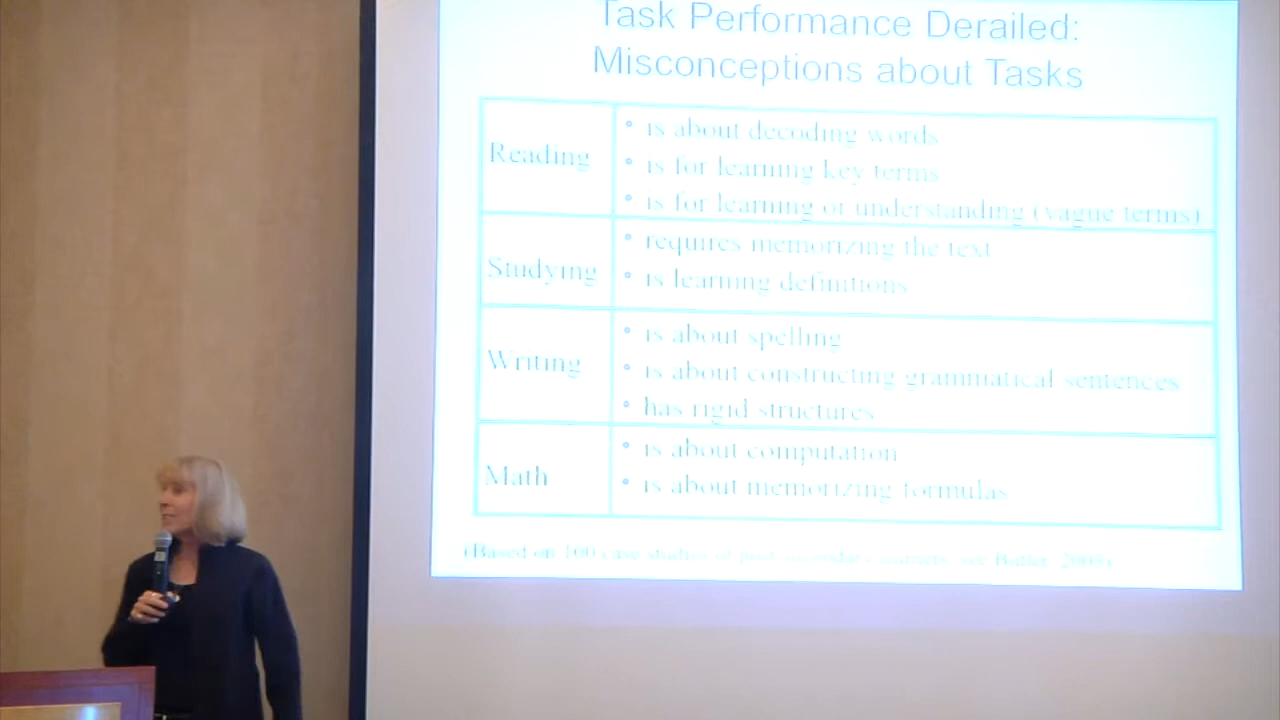 Task Performance Derailed:
Misconceptions about Tasks
Reading
• is about decoding words
• is for learning key terms
• is for learning or understanding (vague terms)
Studying
• requires memorizing the text
• is learning definitions
Writing
• is about spelling
• is about constructing grammatical sentences
• has rigid structures
Math
• is about computation
• is about memorizing formulas
(Based on 100 case studies of post-secondary learners, see Butler,